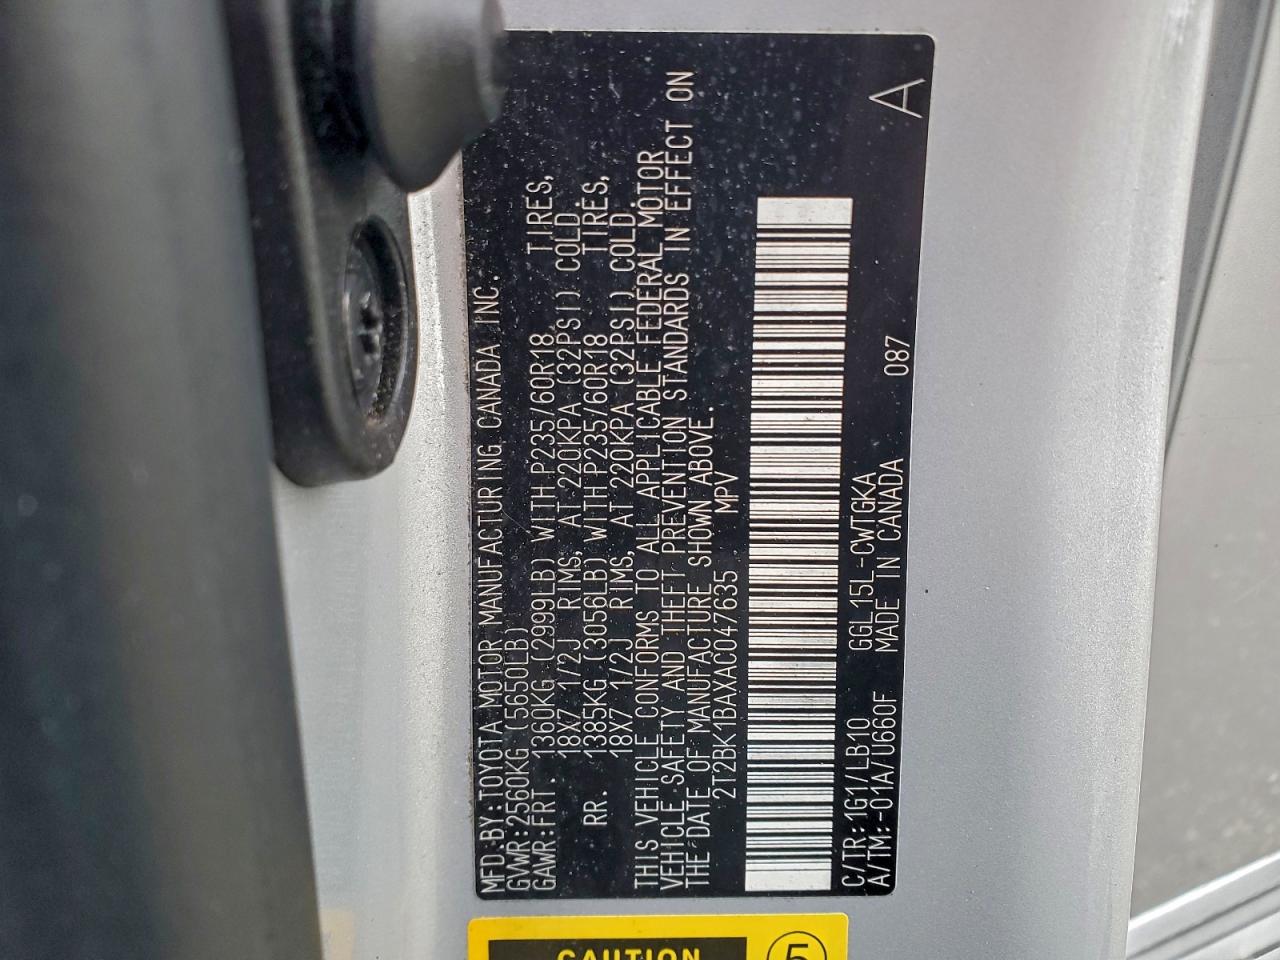 MFD.BY:TOYOTA MOTOR MANUFACTURING CANADA INC.
GVWR:2560KG (5650LB)
GAWR:FRT. 1360KG (2999LB) WITH P235/60R18 TIRES,
18X7 1/2J RIMS, AT 220KPA (32PSI) COLD.
RR. 1385KG (3056LB) WITH P235/60R18 TIRES,
18X7 1/2J RIMS, AT 220KPA (32PSI) COLD.
THIS VEHICLE CONFORMS TO ALL APPLICABLE FEDERAL MOTOR
VEHICLE SAFETY AND THEFT PREVENTION STANDARDS IN EFFECT ON
THE DATE OF MANUFACTURE SHOWN ABOVE.
2T2BK1BAXAC047635 MPV
C/TR:1G1/LB10 GGL15L-CWTGKA 087
A/TM:-01A/U660F MADE IN CANADA
A
CAUTION 5